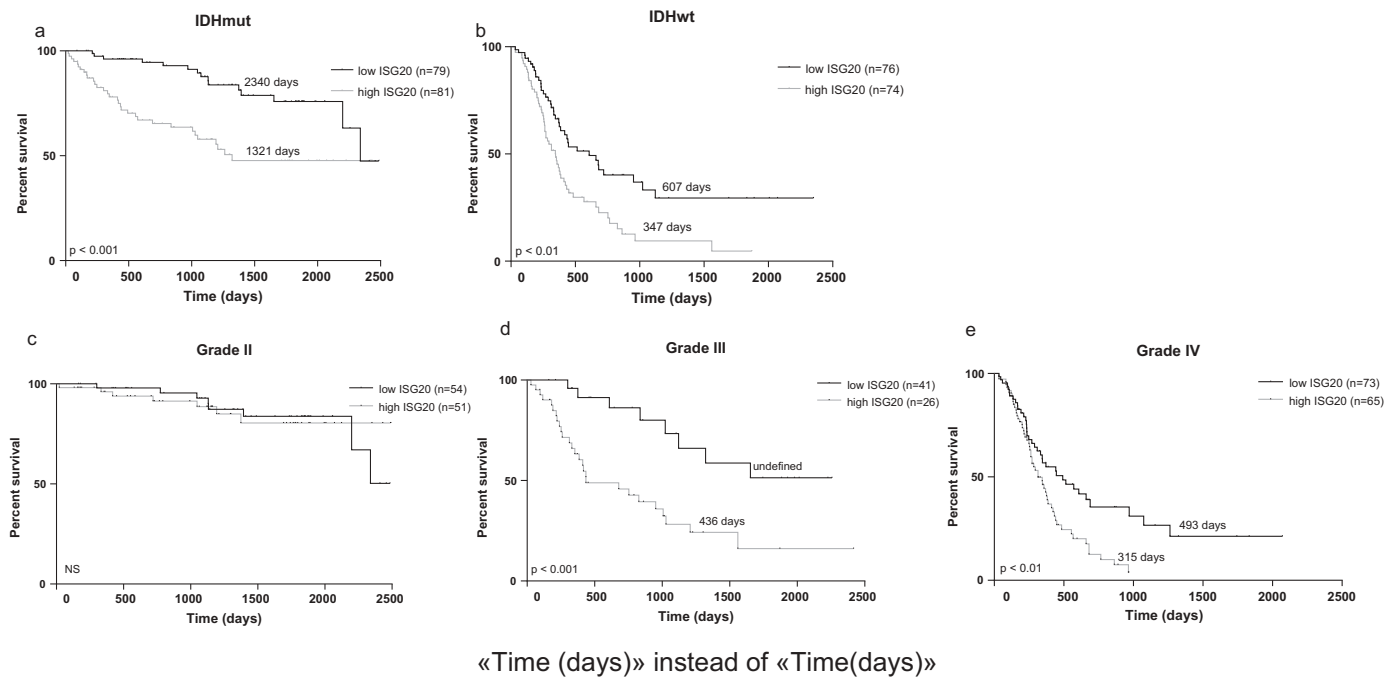 a
IDHmut
Percent survival
100
50
0
2340 days
1321 days
low ISG20 (n=79)
high ISG20 (n=81)
p < 0.001
0 500 1000 1500 2000 2500
Time (days)
b
IDHwt
Percent survival
100
50
0
low ISG20 (n=76)
high ISG20 (n=74)
607 days
347 days
p < 0.01
0 500 1000 1500 2000 2500
Time (days)
c
Grade II
Percent survival
100
50
0
low ISG20 (n=54)
high ISG20 (n=51)
NS
0 500 1000 1500 2000 2500
Time (days)
d
Grade III
Percent survival
100
50
0
low ISG20 (n=41)
high ISG20 (n=26)
undefined
436 days
p < 0.001
0 500 1000 1500 2000 2500
Time (days)
e
Grade IV
Percent survival
100
50
0
low ISG20 (n=73)
high ISG20 (n=65)
493 days
315 days
p < 0.01
0 500 1000 1500 2000 2500
Time (days)
«Time (days)» instead of «Time(days)»